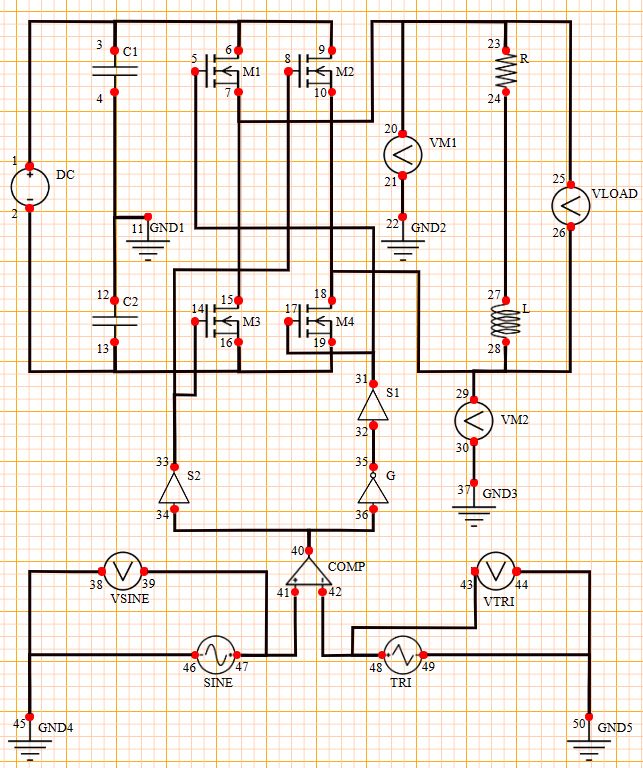 3 C1 5 6 M1 8 9 M2 23 R
4 7 10 24
20 VM1
1 + DC 21 25 VLOAD
2 - 11 GND1 22 GND2 26
12 C2 14 15 M3 17 18 M4 27 L
13 16 19 28
31 S1 29 VM2
32 30
33 S2 35 G 37 GND3
34 36
40 COMP
38 39 + - 43 44
VSINE 41 42 VTRI
46 - + 47 48 + - 49
SINE TRI
45 GND4 50 GND5